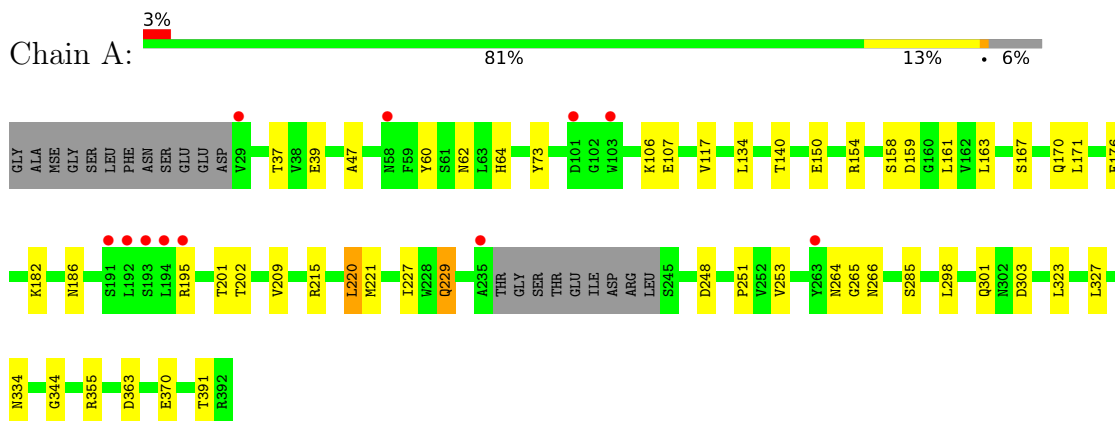 3%
Chain A:
81% 13% • 6%
GLY ALA MSE GLY SER LEU PHE ASN SER GLU GLU ASP V29 T37 V38 E39 A47 N58 F59 Y60 S61 N62 L63 H64 Y73 D101 G102 W103 K106 E107 V117 L134 T140 E150 R154 S158 D159 G160 L161 V162 L163 S167 Q170 L171
K182 N186 S191 L192 S193 L194 R195 T201 T202 V209 R215 L220 M221 I227 W228 Q229 A235 THR GLY SER THR GLU ILE ASP ARG LEU S245 D248 P251 V252 V253 Y263 N264 G265 N266 S285 L298 Q301 N302 D303 L323 L327
N334 G344 R355 D363 E370 T391 R392